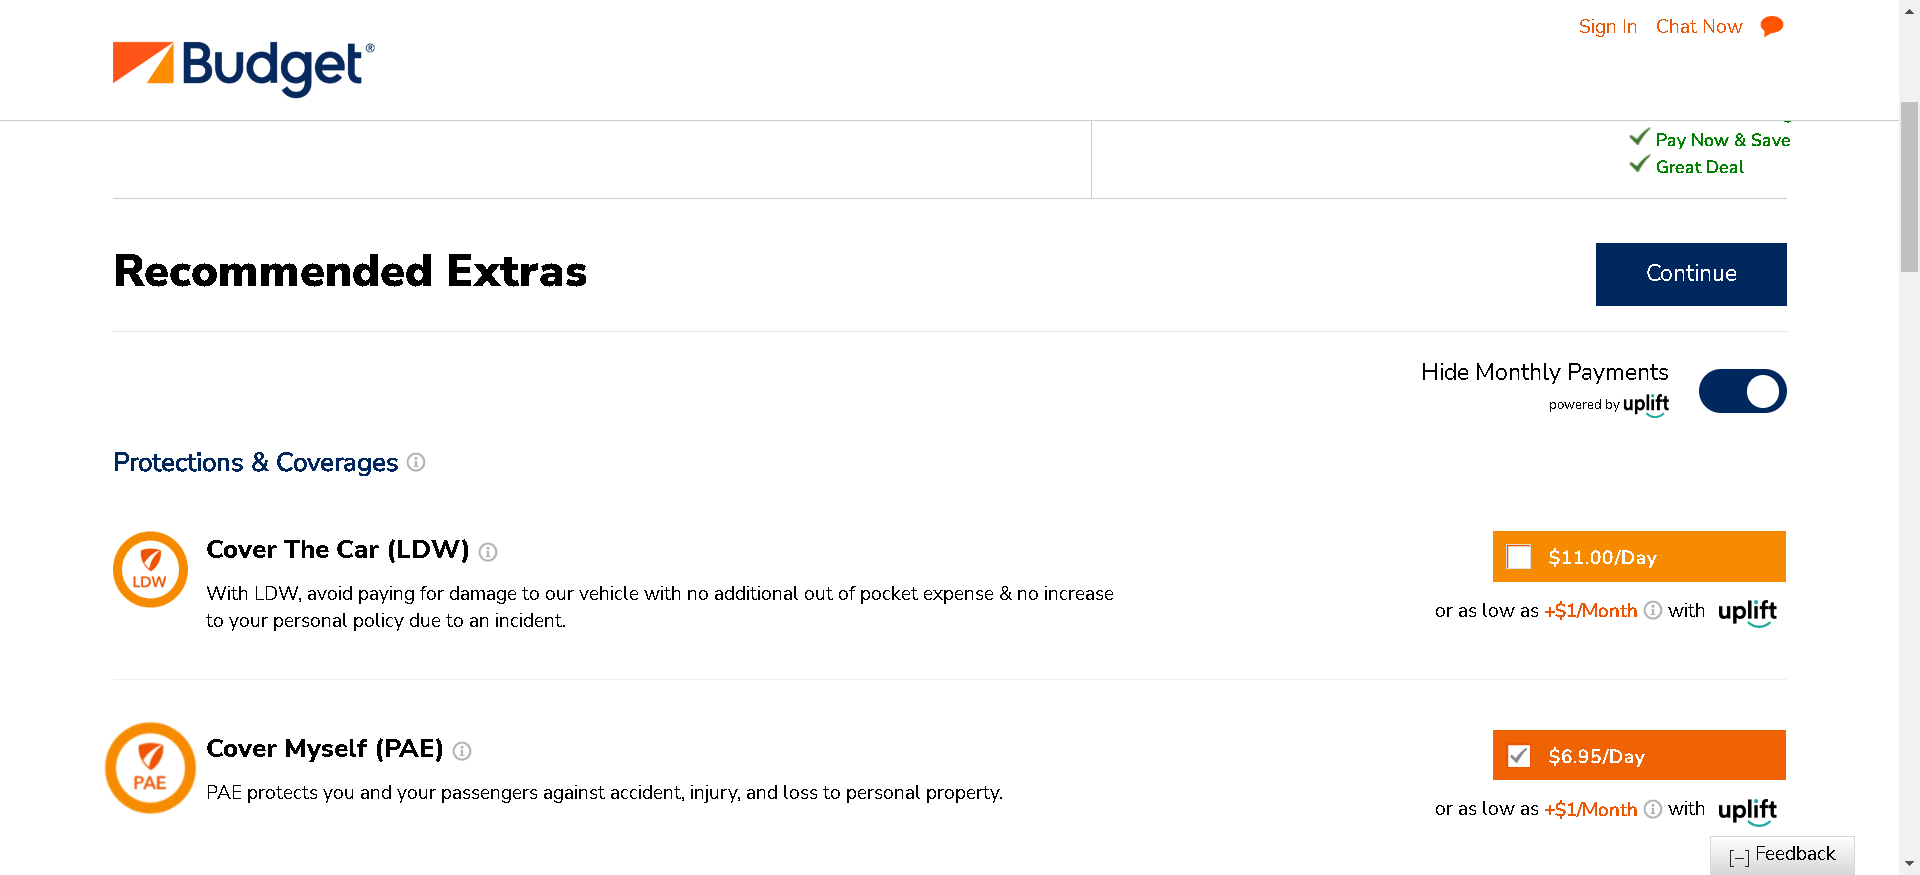 Budget®
Sign In Chat Now
Pay Now & Save
Great Deal
Recommended Extras
Continue
Hide Monthly Payments
powered by uplift
Protections & Coverages
LDW
Cover The Car (LDW)
$11.00/Day
With LDW, avoid paying for damage to our vehicle with no additional out of pocket expense & no increase
to your personal policy due to an incident.
or as low as +$1/Month with uplift
PAE
Cover Myself (PAE)
$6.95/Day
PAE protects you and your passengers against accident, injury, and loss to personal property.
or as low as +$1/Month with uplift
[-] Feedback